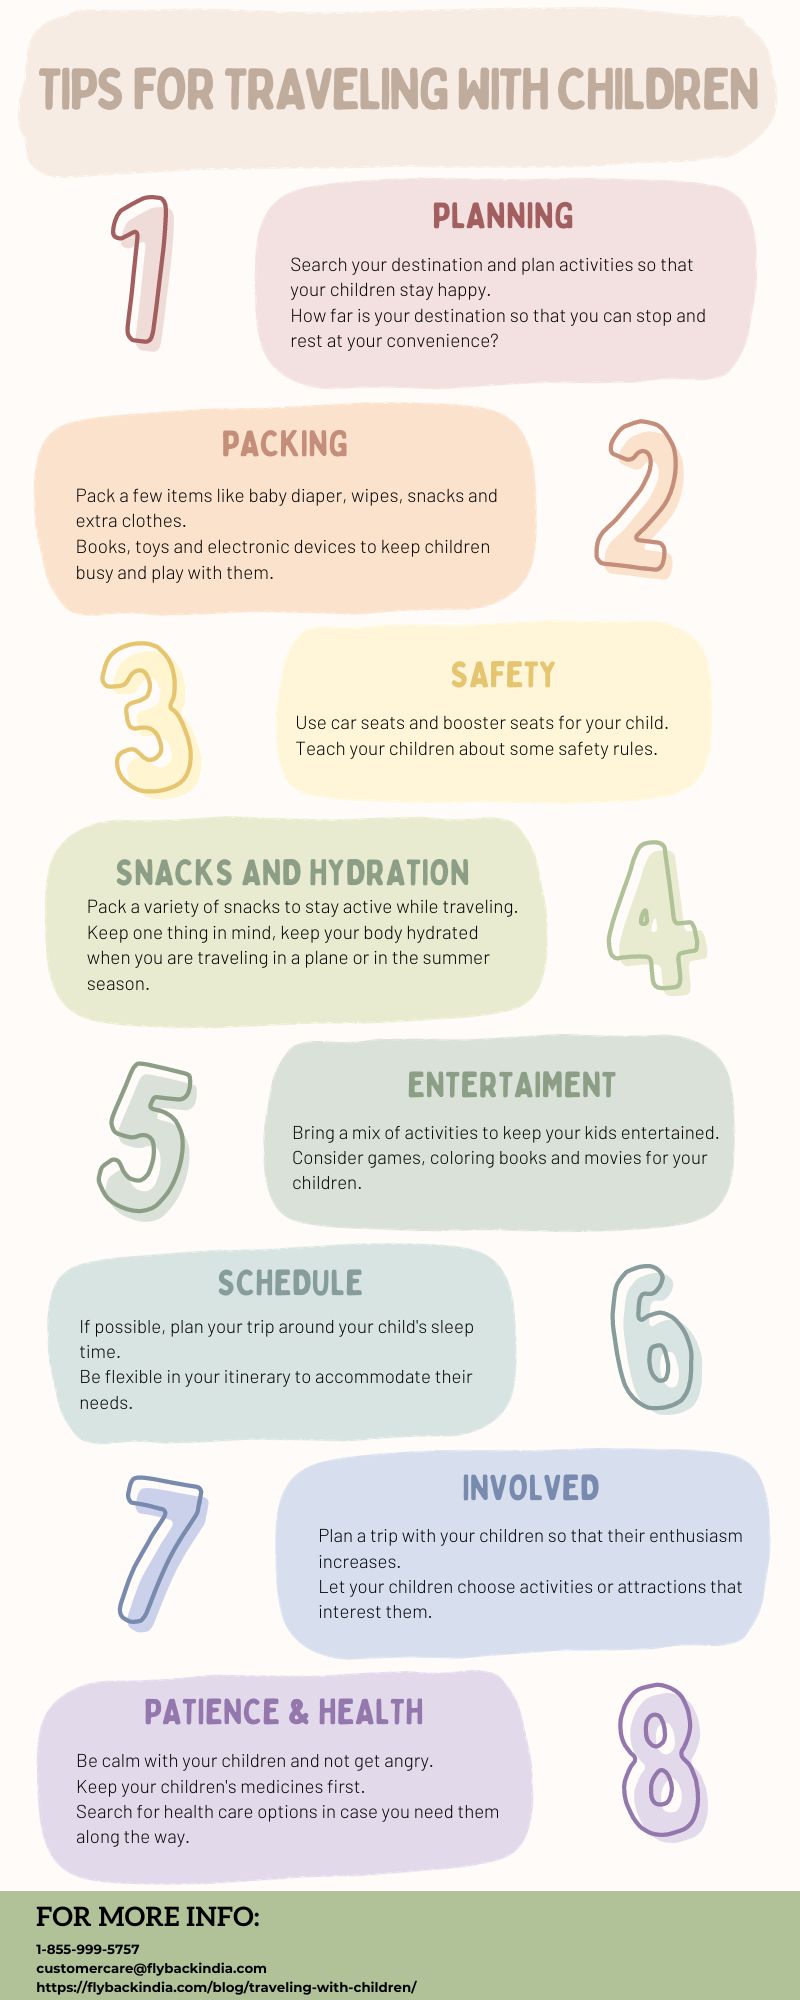 TIPS FOR TRAVELING WITH CHILDREN
1
PLANNING
Search your destination and plan activities so that
your children stay happy.
How far is your destination so that you can stop and
rest at your convenience?
PACKING
Pack a few items like baby diaper, wipes, snacks and
extra clothes.
Books, toys and electronic devices to keep children
busy and play with them.
2
3
SAFETY
Use car seats and booster seats for your child.
Teach your children about some safety rules.
SNACKS AND HYDRATION
Pack a variety of snacks to stay active while traveling.
Keep one thing in mind, keep your body hydrated
when you are traveling in a plane or in the summer
season.
4
5
ENTERTAIMENT
Bring a mix of activities to keep your kids entertained.
Consider games, coloring books and movies for your
children.
SCHEDULE
If possible, plan your trip around your child's sleep
time.
Be flexible in your itinerary to accommodate their
needs.
6
7
INVOLVED
Plan a trip with your children so that their enthusiasm
increases.
Let your children choose activities or attractions that
interest them.
PATIENCE & HEALTH
Be calm with your children and not get angry.
Keep your children's medicines first.
Search for health care options in case you need them
along the way.
8
FOR MORE INFO:
1-855-999-5757
customercare@flybackindia.com
https://flybackindia.com/blog/traveling-with-children/